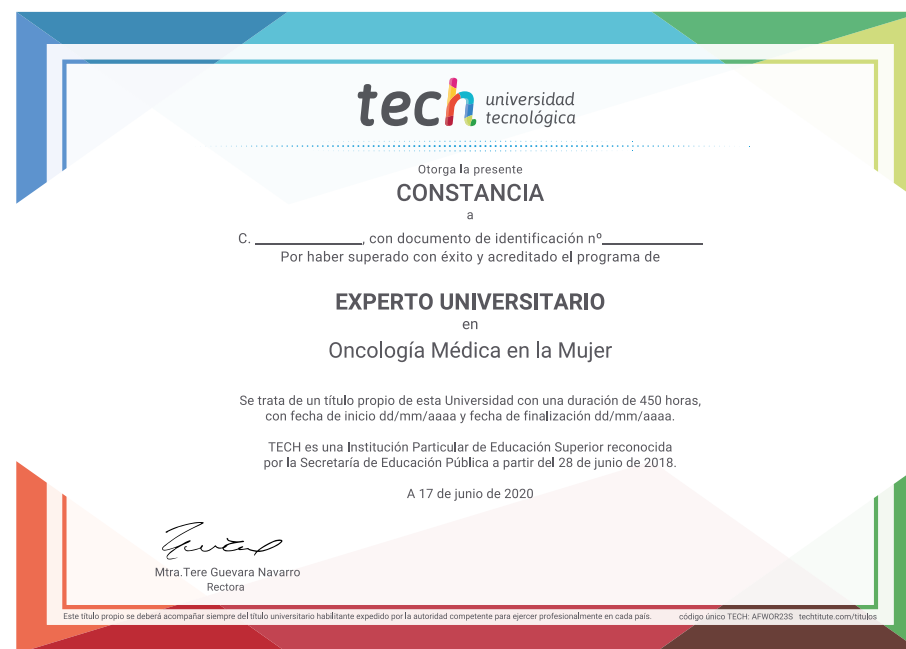 tech universidad
tecnológica
Otorga la presente
CONSTANCIA
a
C. ______________, con documento de identificación nº_____________
Por haber superado con éxito y acreditado el programa de
EXPERTO UNIVERSITARIO
en
Oncología Médica en la Mujer
Se trata de un título propio de esta Universidad con una duración de 450 horas,
con fecha de inicio dd/mm/aaaa y fecha de finalización dd/mm/aaaa.
TECH es una Institución Particular de Educación Superior reconocida
por la Secretaría de Educación Pública a partir del 28 de junio de 2018.
A 17 de junio de 2020
Mtra.Tere Guevara Navarro
Rectora
Este título propio se deberá acompañar siempre del título universitario habilitante expedido por la autoridad competente para ejercer profesionalmente en cada país. código único TECH: AFWOR23S techtitute.com/titulos